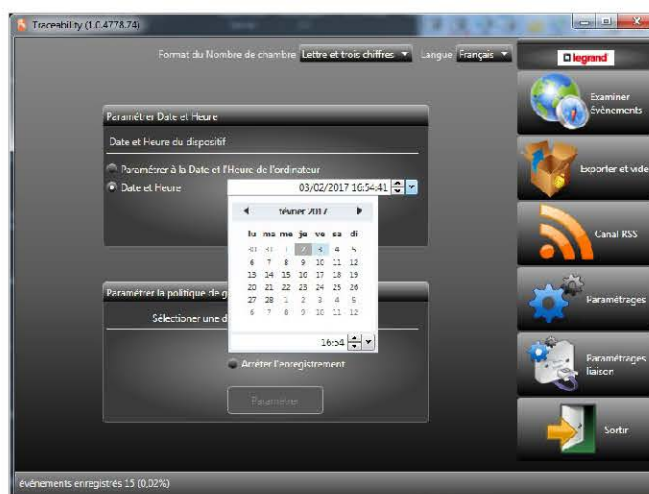 Traceability (1.0.4778.74)
Format du Nombre de chambre Lettre et trois chiffres Langue Français
legrand
Paramétrer Date et Heure
Date et Heure du dispositif
Paramétrer à la Date et l'Heure de l'ordinateur
Date et Heure 03/02/2017 16:54:41
février 2017
lu ma me je ve sa di
30 31 1 2 3 4 5
6 7 8 9 10 11 12
13 14 15 16 17 18 19
20 21 22 23 24 25 26
27 28 1 2 3 4 5
6 7 8 9 10 11 12
16:54
Paramétrer la politique de g
Sélectionner une d
Arrêter l'enregistrement
Paramétrer
Examiner
évènements
Exporter et vide
Canal RSS
Paramétrages
Paramétrages
liaison
Sortir
événements enregistrés 15 (0,02%)